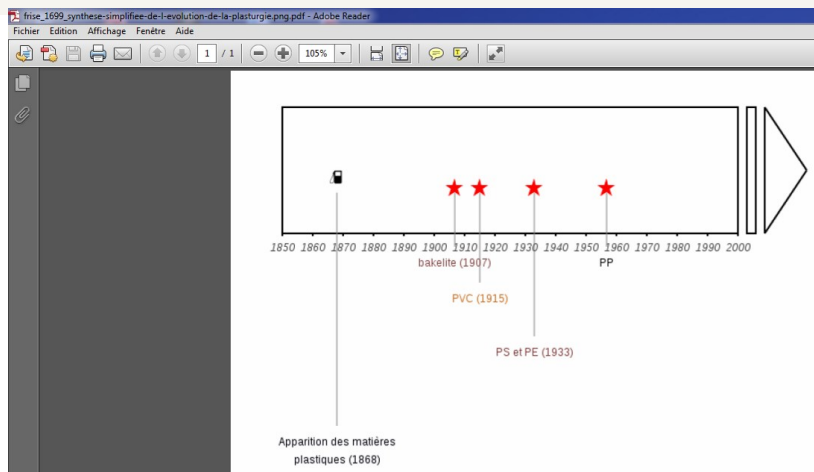 frise_1699_synthese-simplifiee-de-l-evolution-de-la-plasturgie.png.pdf - Adobe Reader
Fichier Edition Affichage Fenêtre Aide
1 / 1 105%
1850 1860 1870 1880 1890 1900 1910 1920 1930 1940 1950 1960 1970 1980 1990 2000
bakelite (1907) PP
PVC (1915)
PS et PE (1933)
Apparition des matières
plastiques (1868)